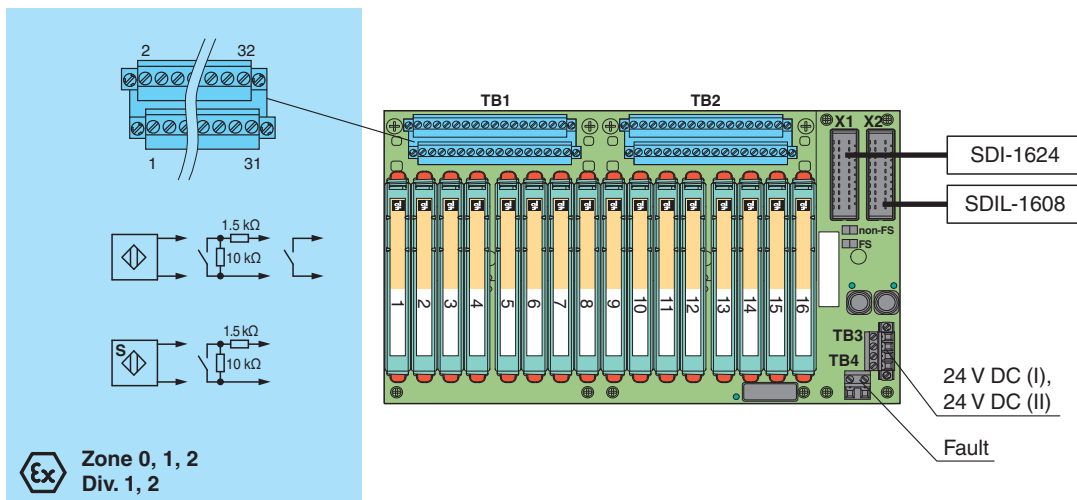 2 32
1 31
1.5 kΩ
10 kΩ
S
1.5 kΩ
10 kΩ
Ex
Zone 0, 1, 2
Div. 1, 2
TB1 TB2
X1 X2
SDI-1624
SDIL-1608
non-FS
FS
1 2 3 4 5 6 7 8 9 10 11 12 13 14 15 16
TB3
TB4
24 V DC (I),
24 V DC (II)
Fault